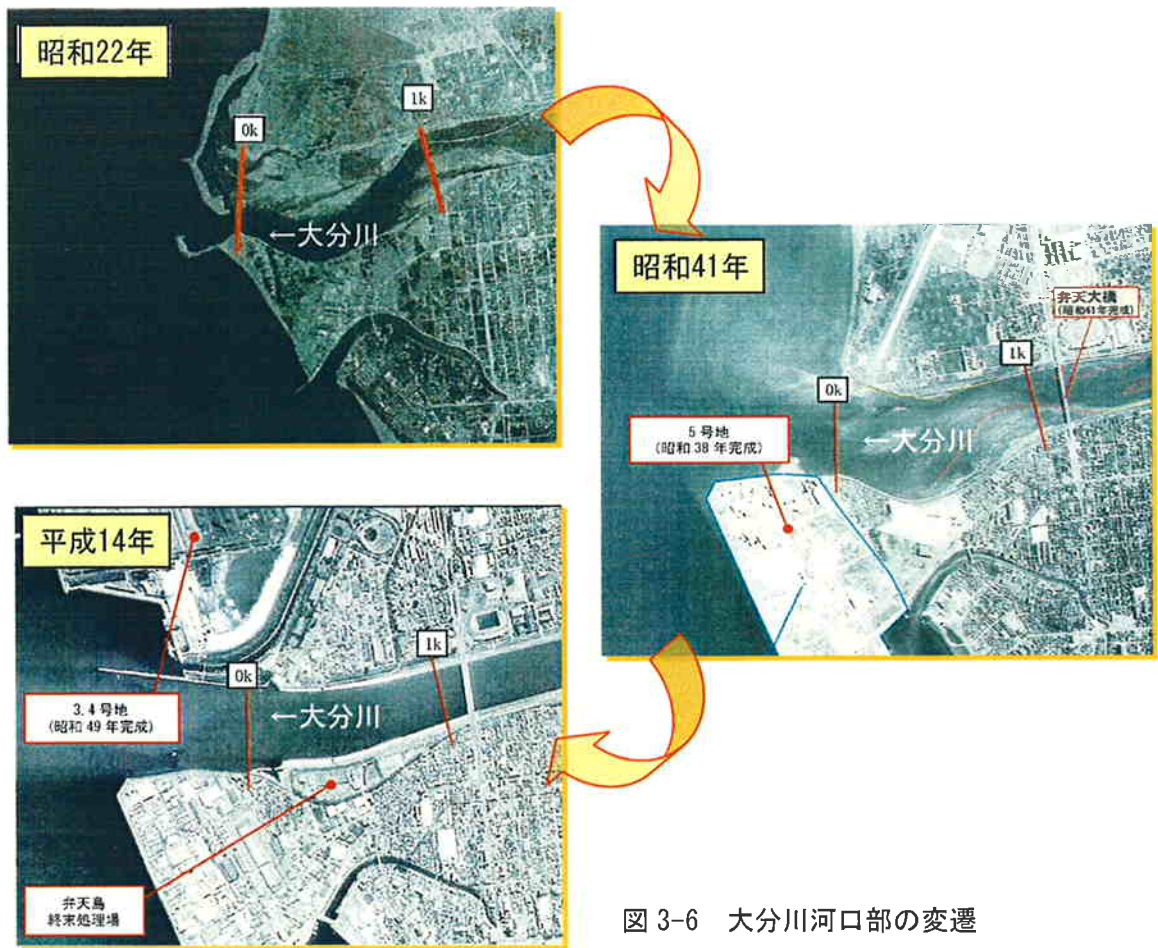 昭和22年
0k
1k
←大分川
昭和41年
弁天大橋
(昭和41年完成)
1k
0k
5号地
(昭和38年完成)
←大分川
平成14年
1k
0k
3.4号地
(昭和49年完成)
←大分川
弁天島
終末処理場
図 3-6 大分川河口部の変遷